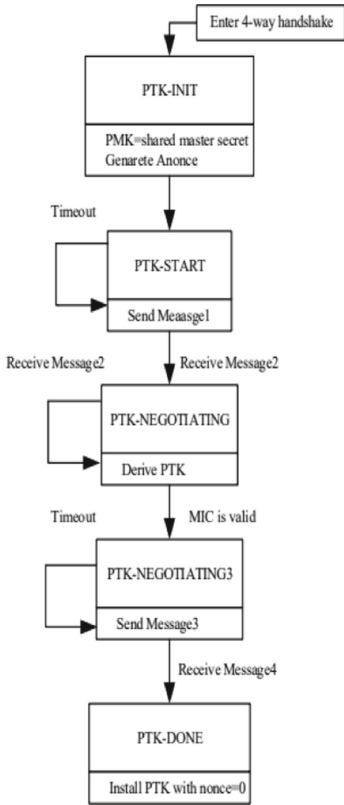 Enter 4-way handshake
PTK-INIT
PMK=shared master secret
Genarete Anonce
Timeout
PTK-START
Send Meaasge1
Receive Message2
Receive Message2
PTK-NEGOTIATING
Derive PTK
Timeout
MIC is valid
PTK-NEGOTIATING3
Send Message3
Receive Message4
PTK-DONE
Install PTK with nonce=0